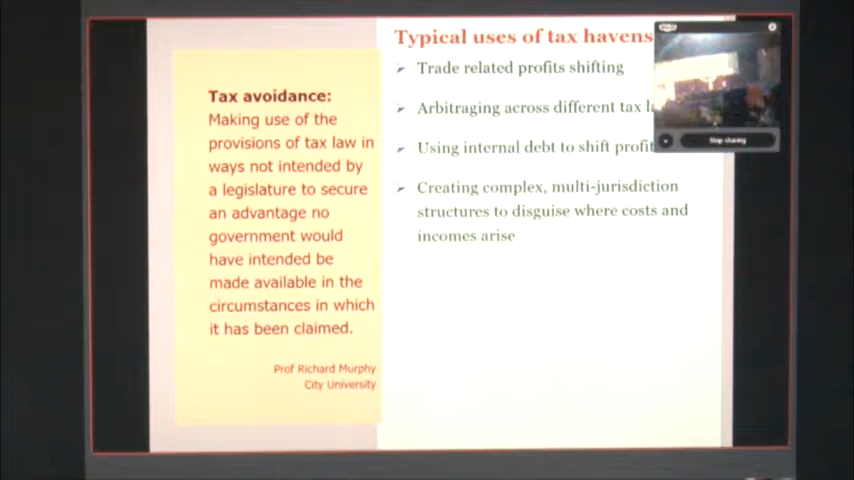 Tax avoidance:
Making use of the
provisions of tax law in
ways not intended by
a legislature to secure
an advantage no
government would
have intended be
made available in the
circumstances in which
it has been claimed.
Prof Richard Murphy
City University
Typical uses of tax havens
Trade related profits shifting
Arbitraging across different tax
Using internal debt to shift
Creating complex, multi-jurisdiction
structures to disguise where costs and
incomes arise
Stop sharing